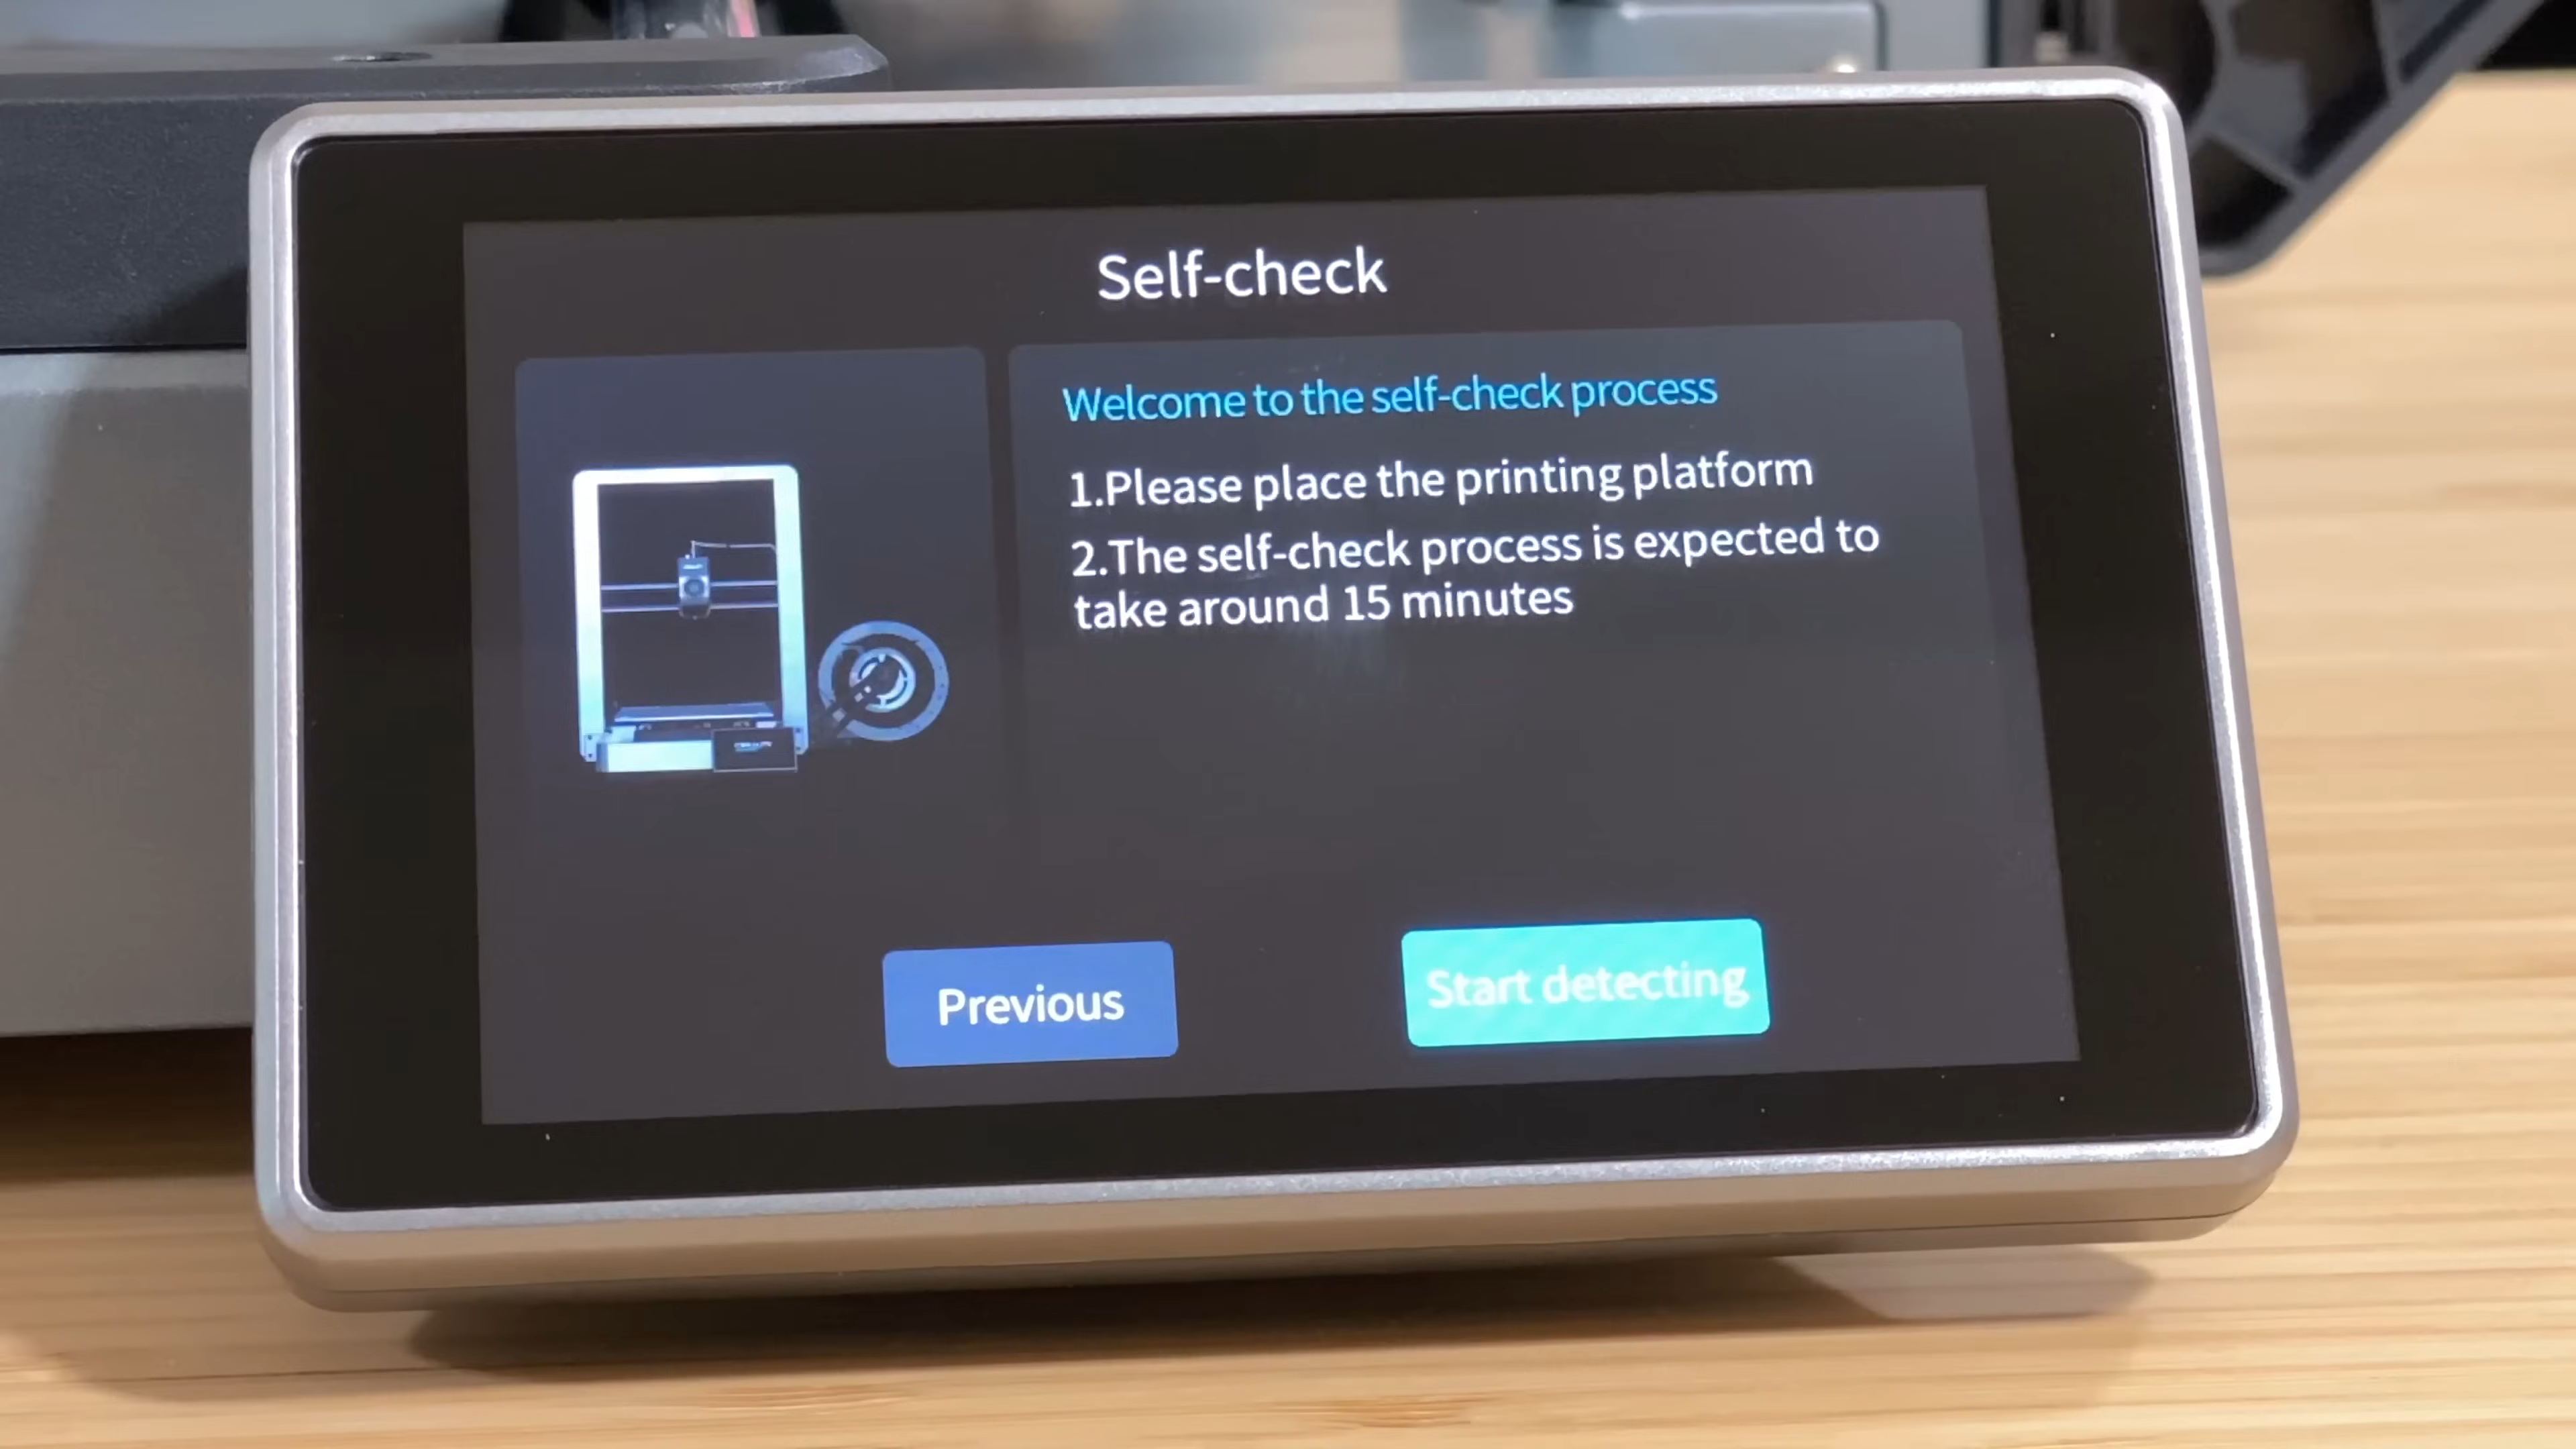 Self-check
Welcome to the self-check process
1.Please place the printing platform
2.The self-check process is expected to
take around 15 minutes
Previous
Start detecting